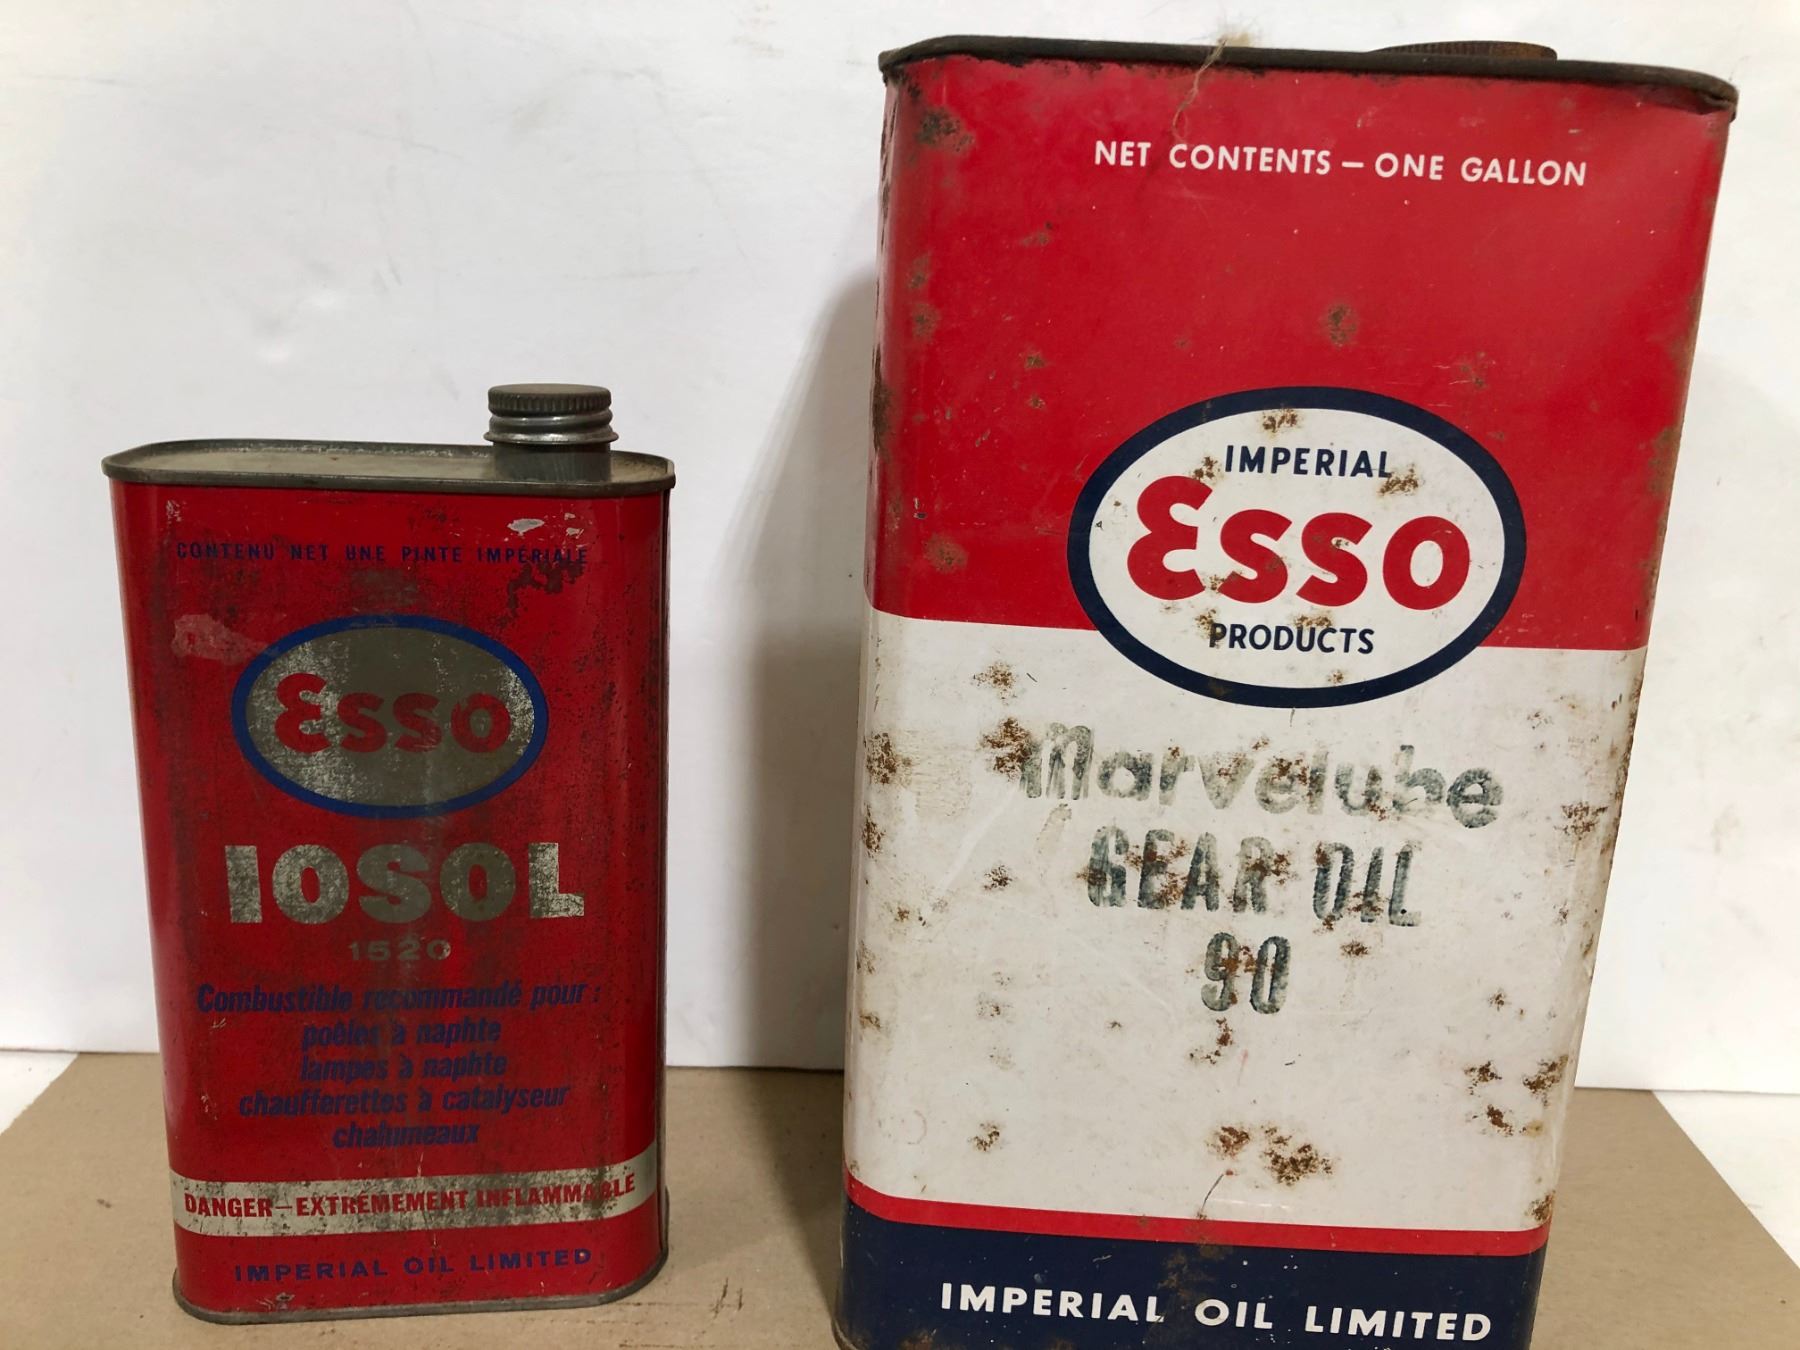 CONTENU NET UNE PINTE IMPÉRIALE
Esso
IOSOL
1520
Combustible recommandé pour :
poêles à naphte
lampes à naphte
chaufferettes à catalyseur
chalumeaux
DANGER—EXTRÊMEMENT INFLAMMABLE
IMPERIAL OIL LIMITED
NET CONTENTS — ONE GALLON
IMPERIAL
Esso
PRODUCTS
Marvelube
GEAR OIL
90
IMPERIAL OIL LIMITED